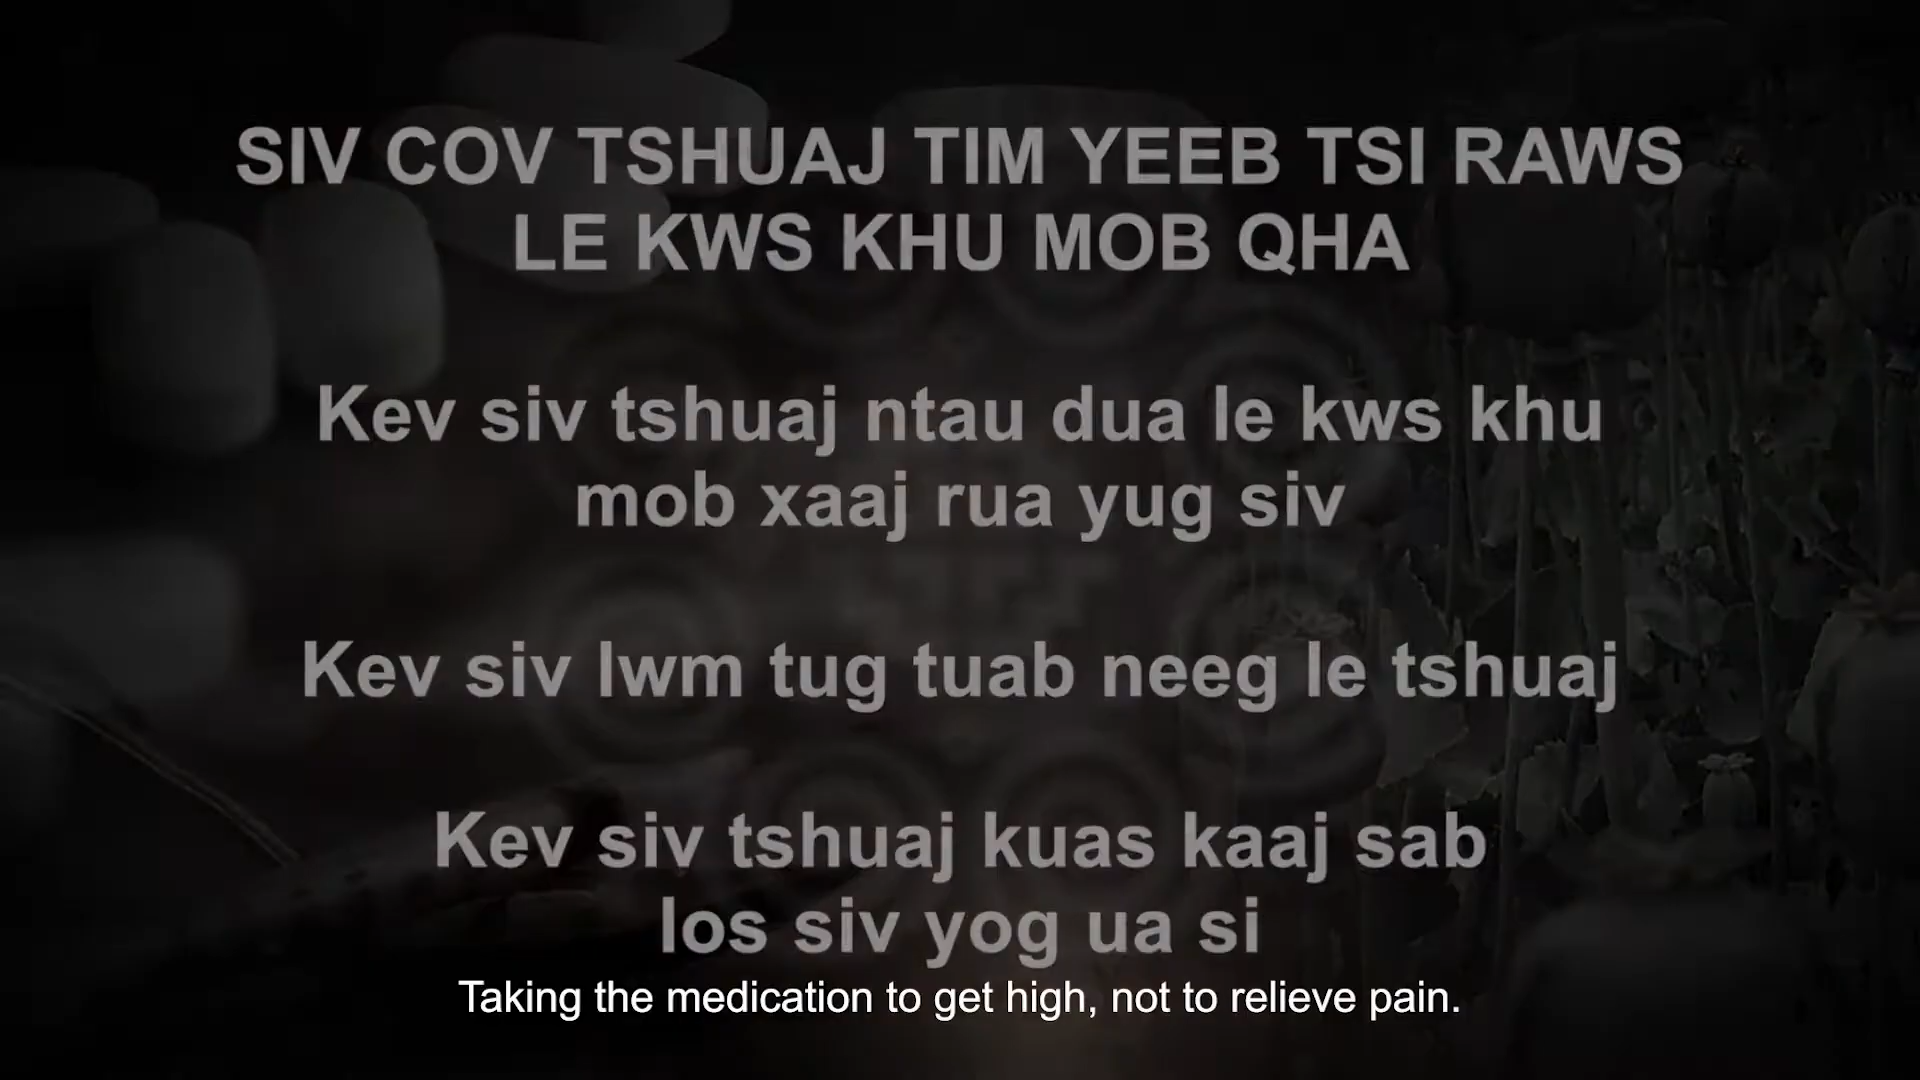 SIV COV TSHUAJ TIM YEEB TSI RAWS
LE KWS KHU MOB QHA
Kev siv tshuaj ntau dua le kws khu
mob xaaj rua yug siv
Kev siv lwm tug tuab neeg le tshuaj
Kev siv tshuaj kuas kaaj sab
los siv yog ua si
Taking the medication to get high, not to relieve pain.